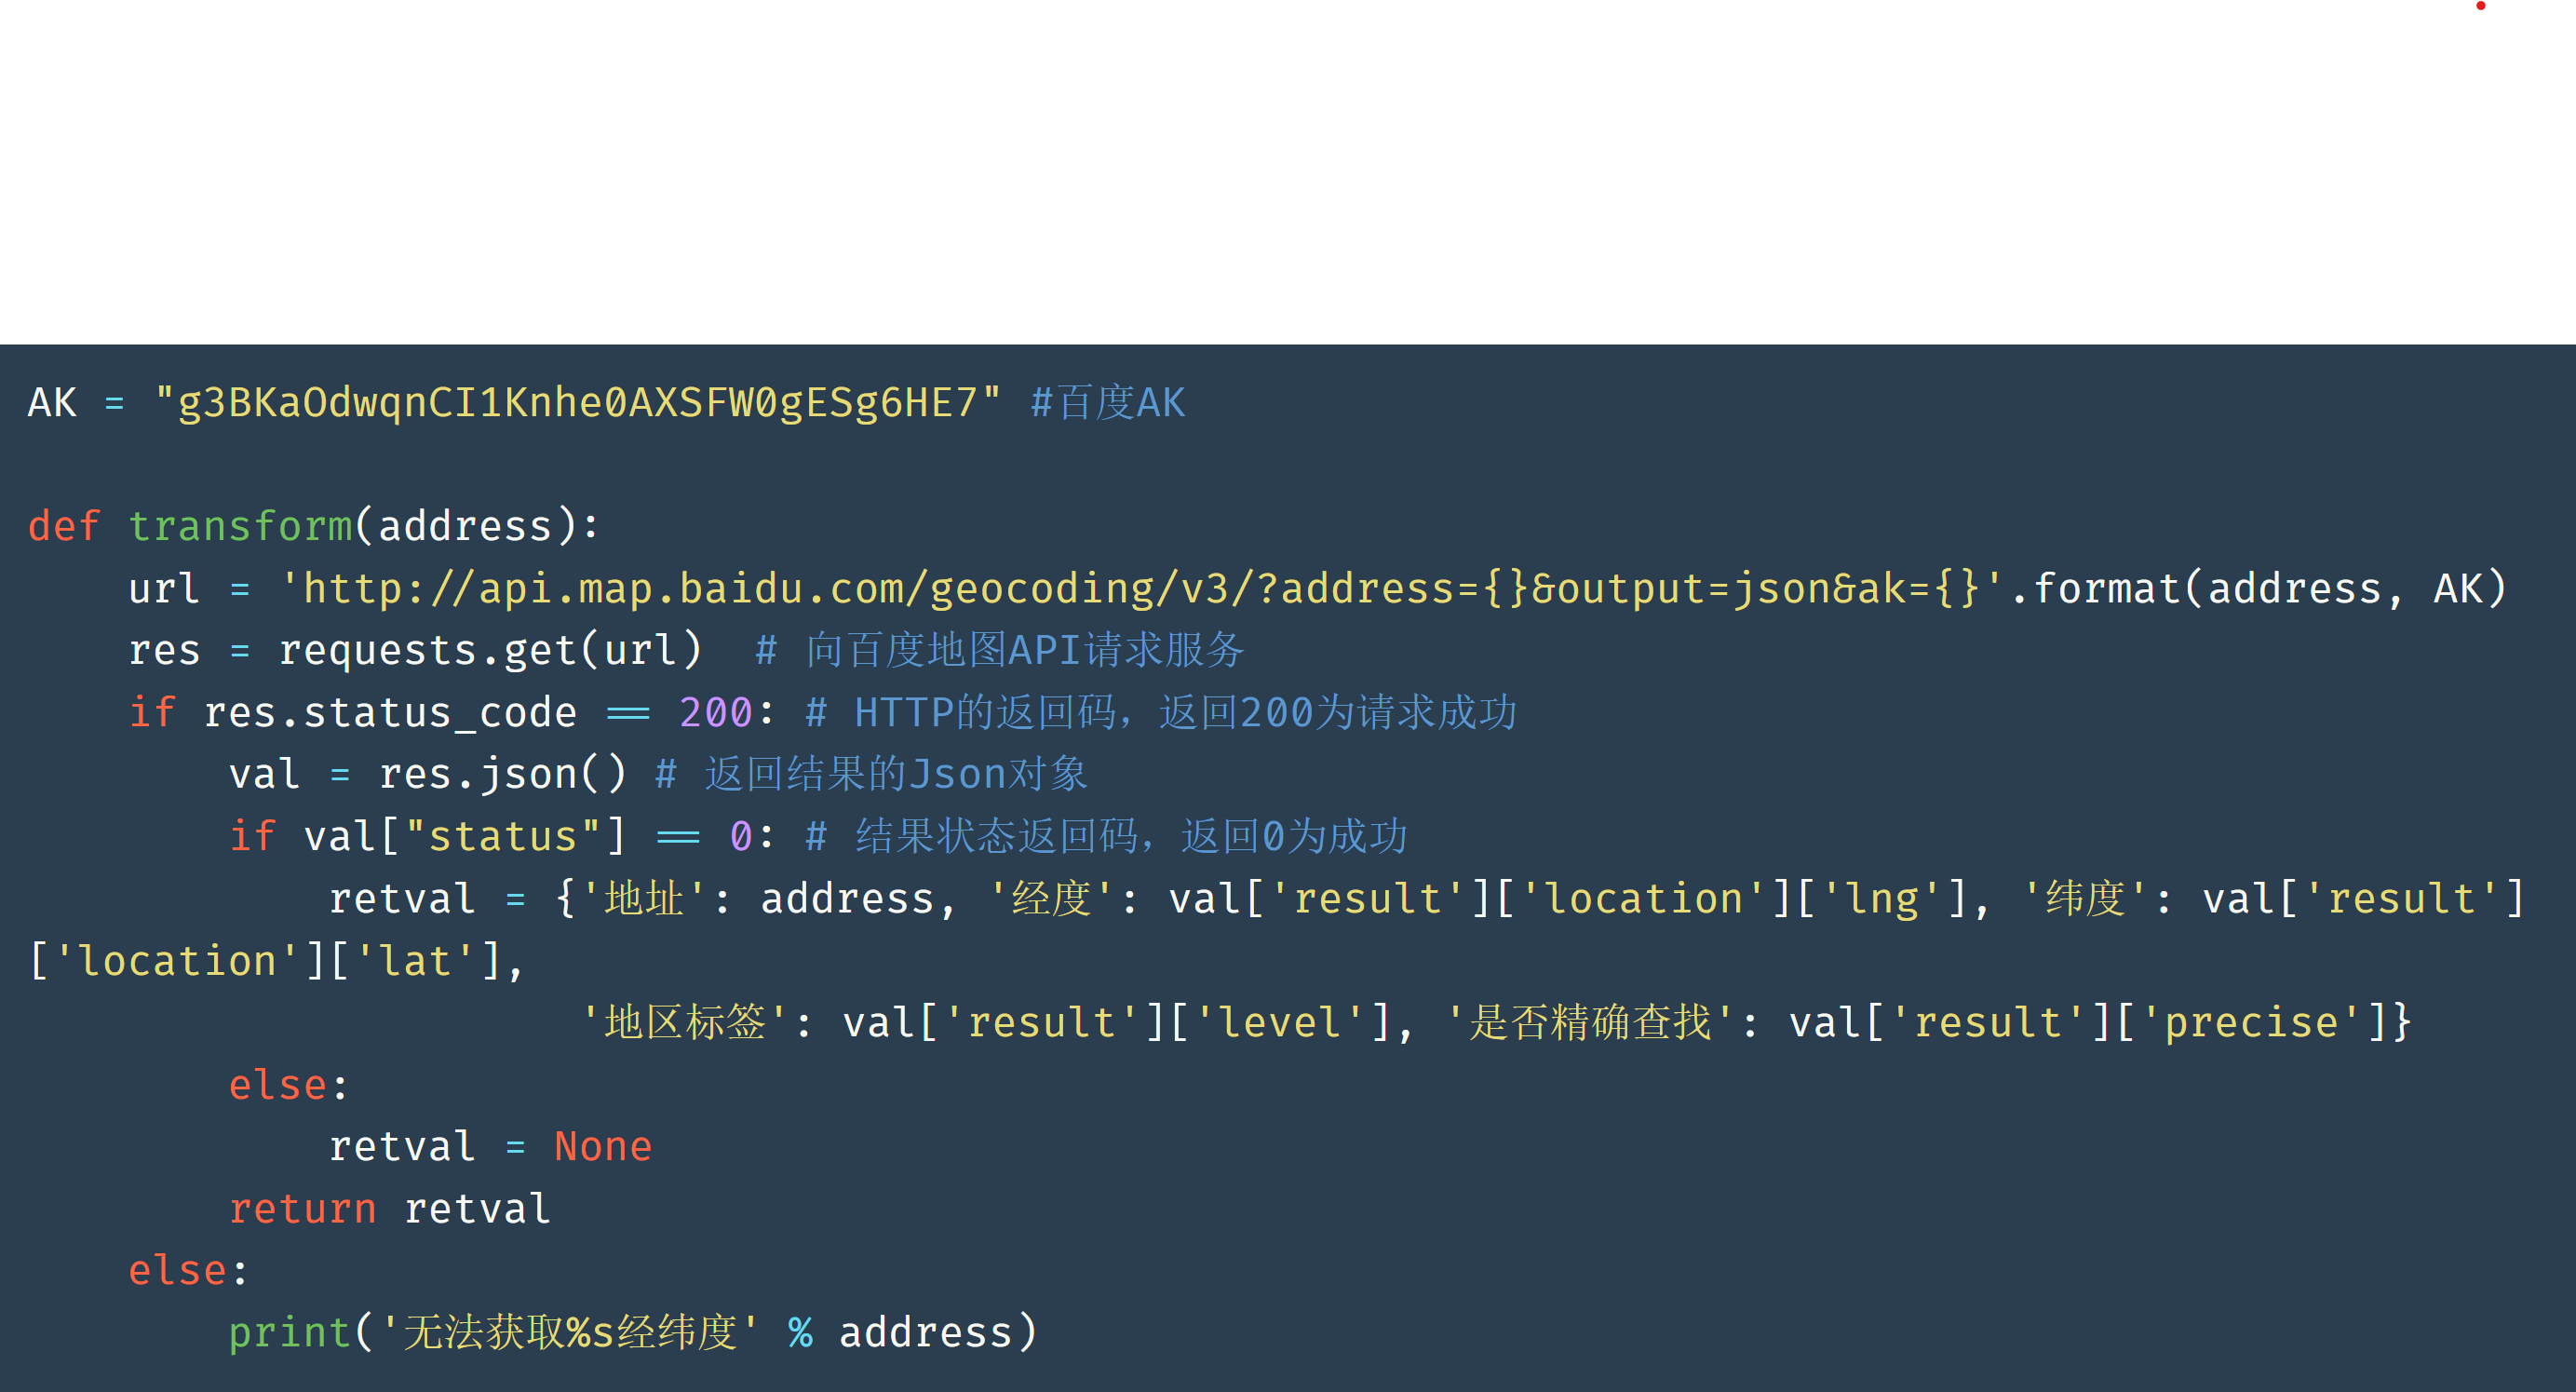 AK = "g3BKaOdwqnCI1Knhe0AXSFW0gESg6HE7" #百度AK
def transform(address):
    url = 'http://api.map.baidu.com/geocoding/v3/?address={}&output=json&ak={}'.format(address, AK)
    res = requests.get(url)  # 向百度地图API请求服务
    if res.status_code == 200: # HTTP的返回码，返回200为请求成功
        val = res.json() # 返回结果的Json对象
        if val["status"] == 0: # 结果状态返回码，返回0为成功
            retval = {'地址': address, '经度': val['result']['location']['lng'], '纬度': val['result']
['location']['lat'],
                      '地区标签': val['result']['level'], '是否精确查找': val['result']['precise']}
        else:
            retval = None
        return retval
    else:
        print('无法获取%s经纬度' % address)